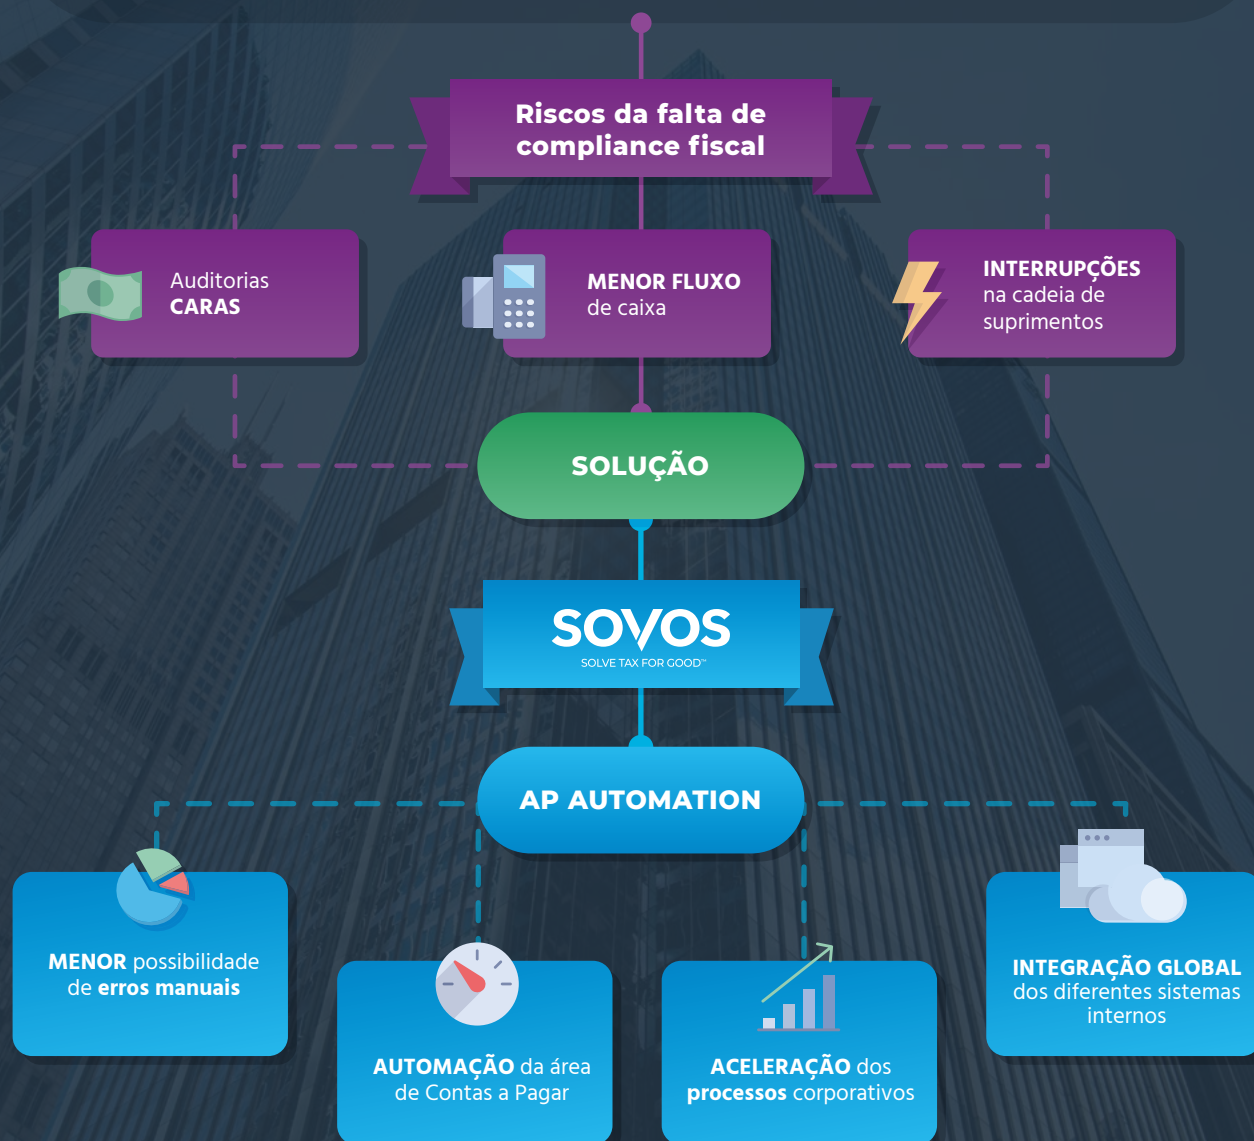 Riscos da falta de
compliance fiscal
Auditorias
CARAS
MENOR FLUXO
de caixa
INTERRUPÇÕES
na cadeia de
suprimentos
SOLUÇÃO
SOVOS
SOLVE TAX FOR GOOD™
AP AUTOMATION
MENOR possibilidade
de erros manuais
AUTOMAÇÃO da área
de Contas a Pagar
ACELERAÇÃO dos
processos corporativos
INTEGRAÇÃO GLOBAL
dos diferentes sistemas
internos